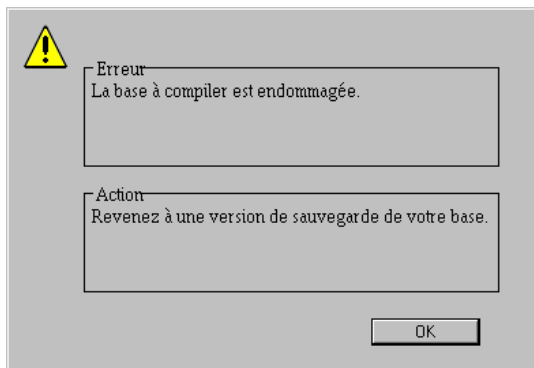 Erreur
La base à compiler est endommagée.
Action
Revenez à une version de sauvegarde de votre base.
OK